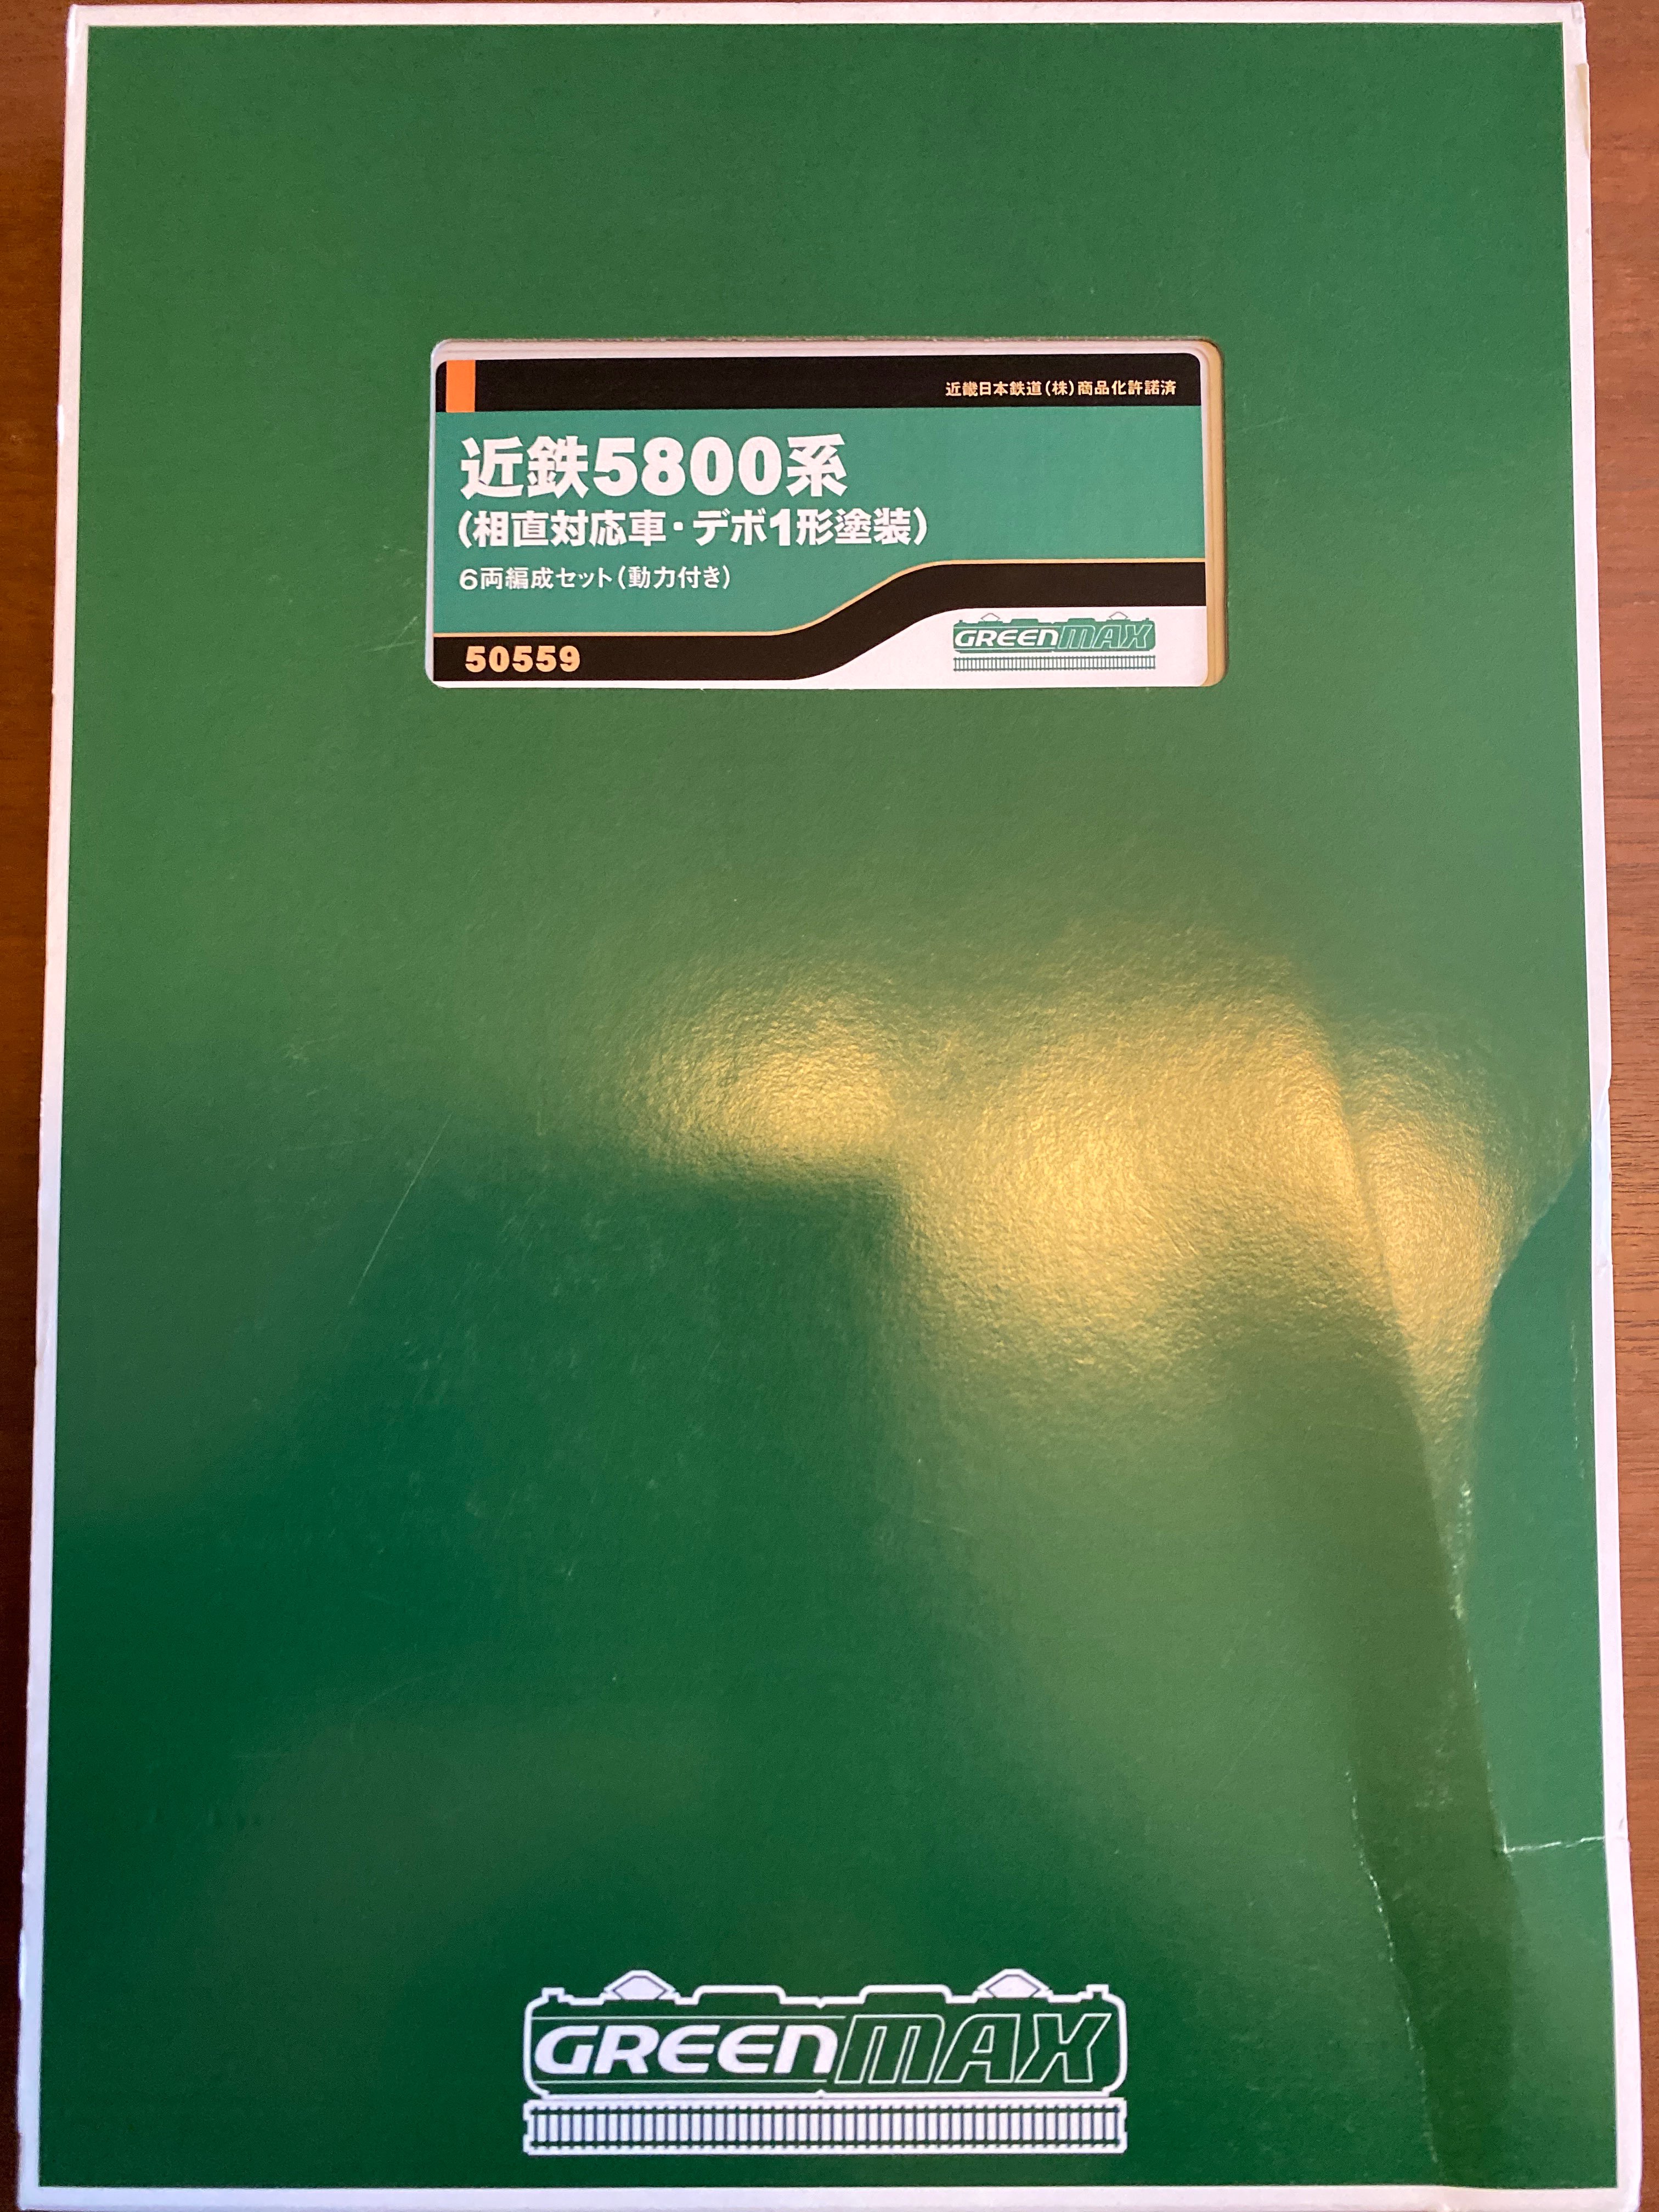 近畿日本鉄道(株)商品化許諾済
近鉄5800系
(相直対応車・デボ1形塗装)
6両編成セット(動力付き)
50559
GREENMAX
GREENMAX